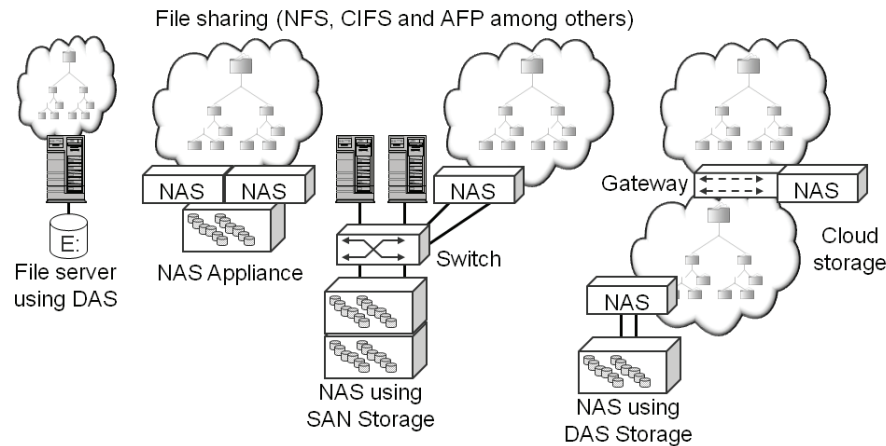 File sharing (NFS, CIFS and AFP among others)
NAS
NAS
NAS
Gateway
NAS
E:
File server
using DAS
NAS Appliance
Switch
Cloud
storage
NAS
NAS using
SAN Storage
NAS using
DAS Storage